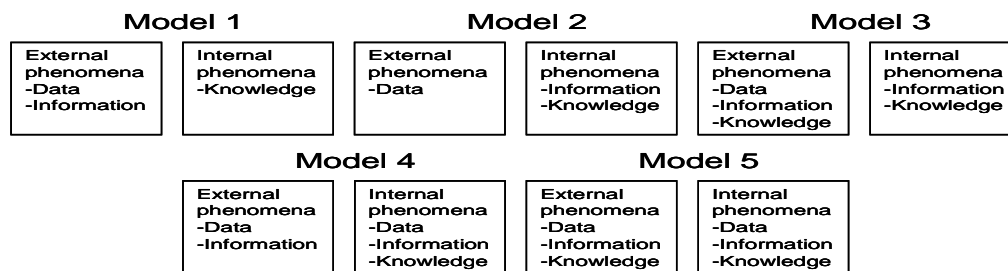 Model 1
External
phenomena
-Data
-Information
Internal
phenomena
-Knowledge
Model 2
External
phenomena
-Data
Internal
phenomena
-Information
-Knowledge
Model 3
External
phenomena
-Data
-Information
-Knowledge
Internal
phenomena
-Information
-Knowledge
Model 4
External
phenomena
-Data
-Information
Internal
phenomena
-Data
-Information
-Knowledge
Model 5
External
phenomena
-Data
-Information
-Knowledge
Internal
phenomena
-Data
-Information
-Knowledge